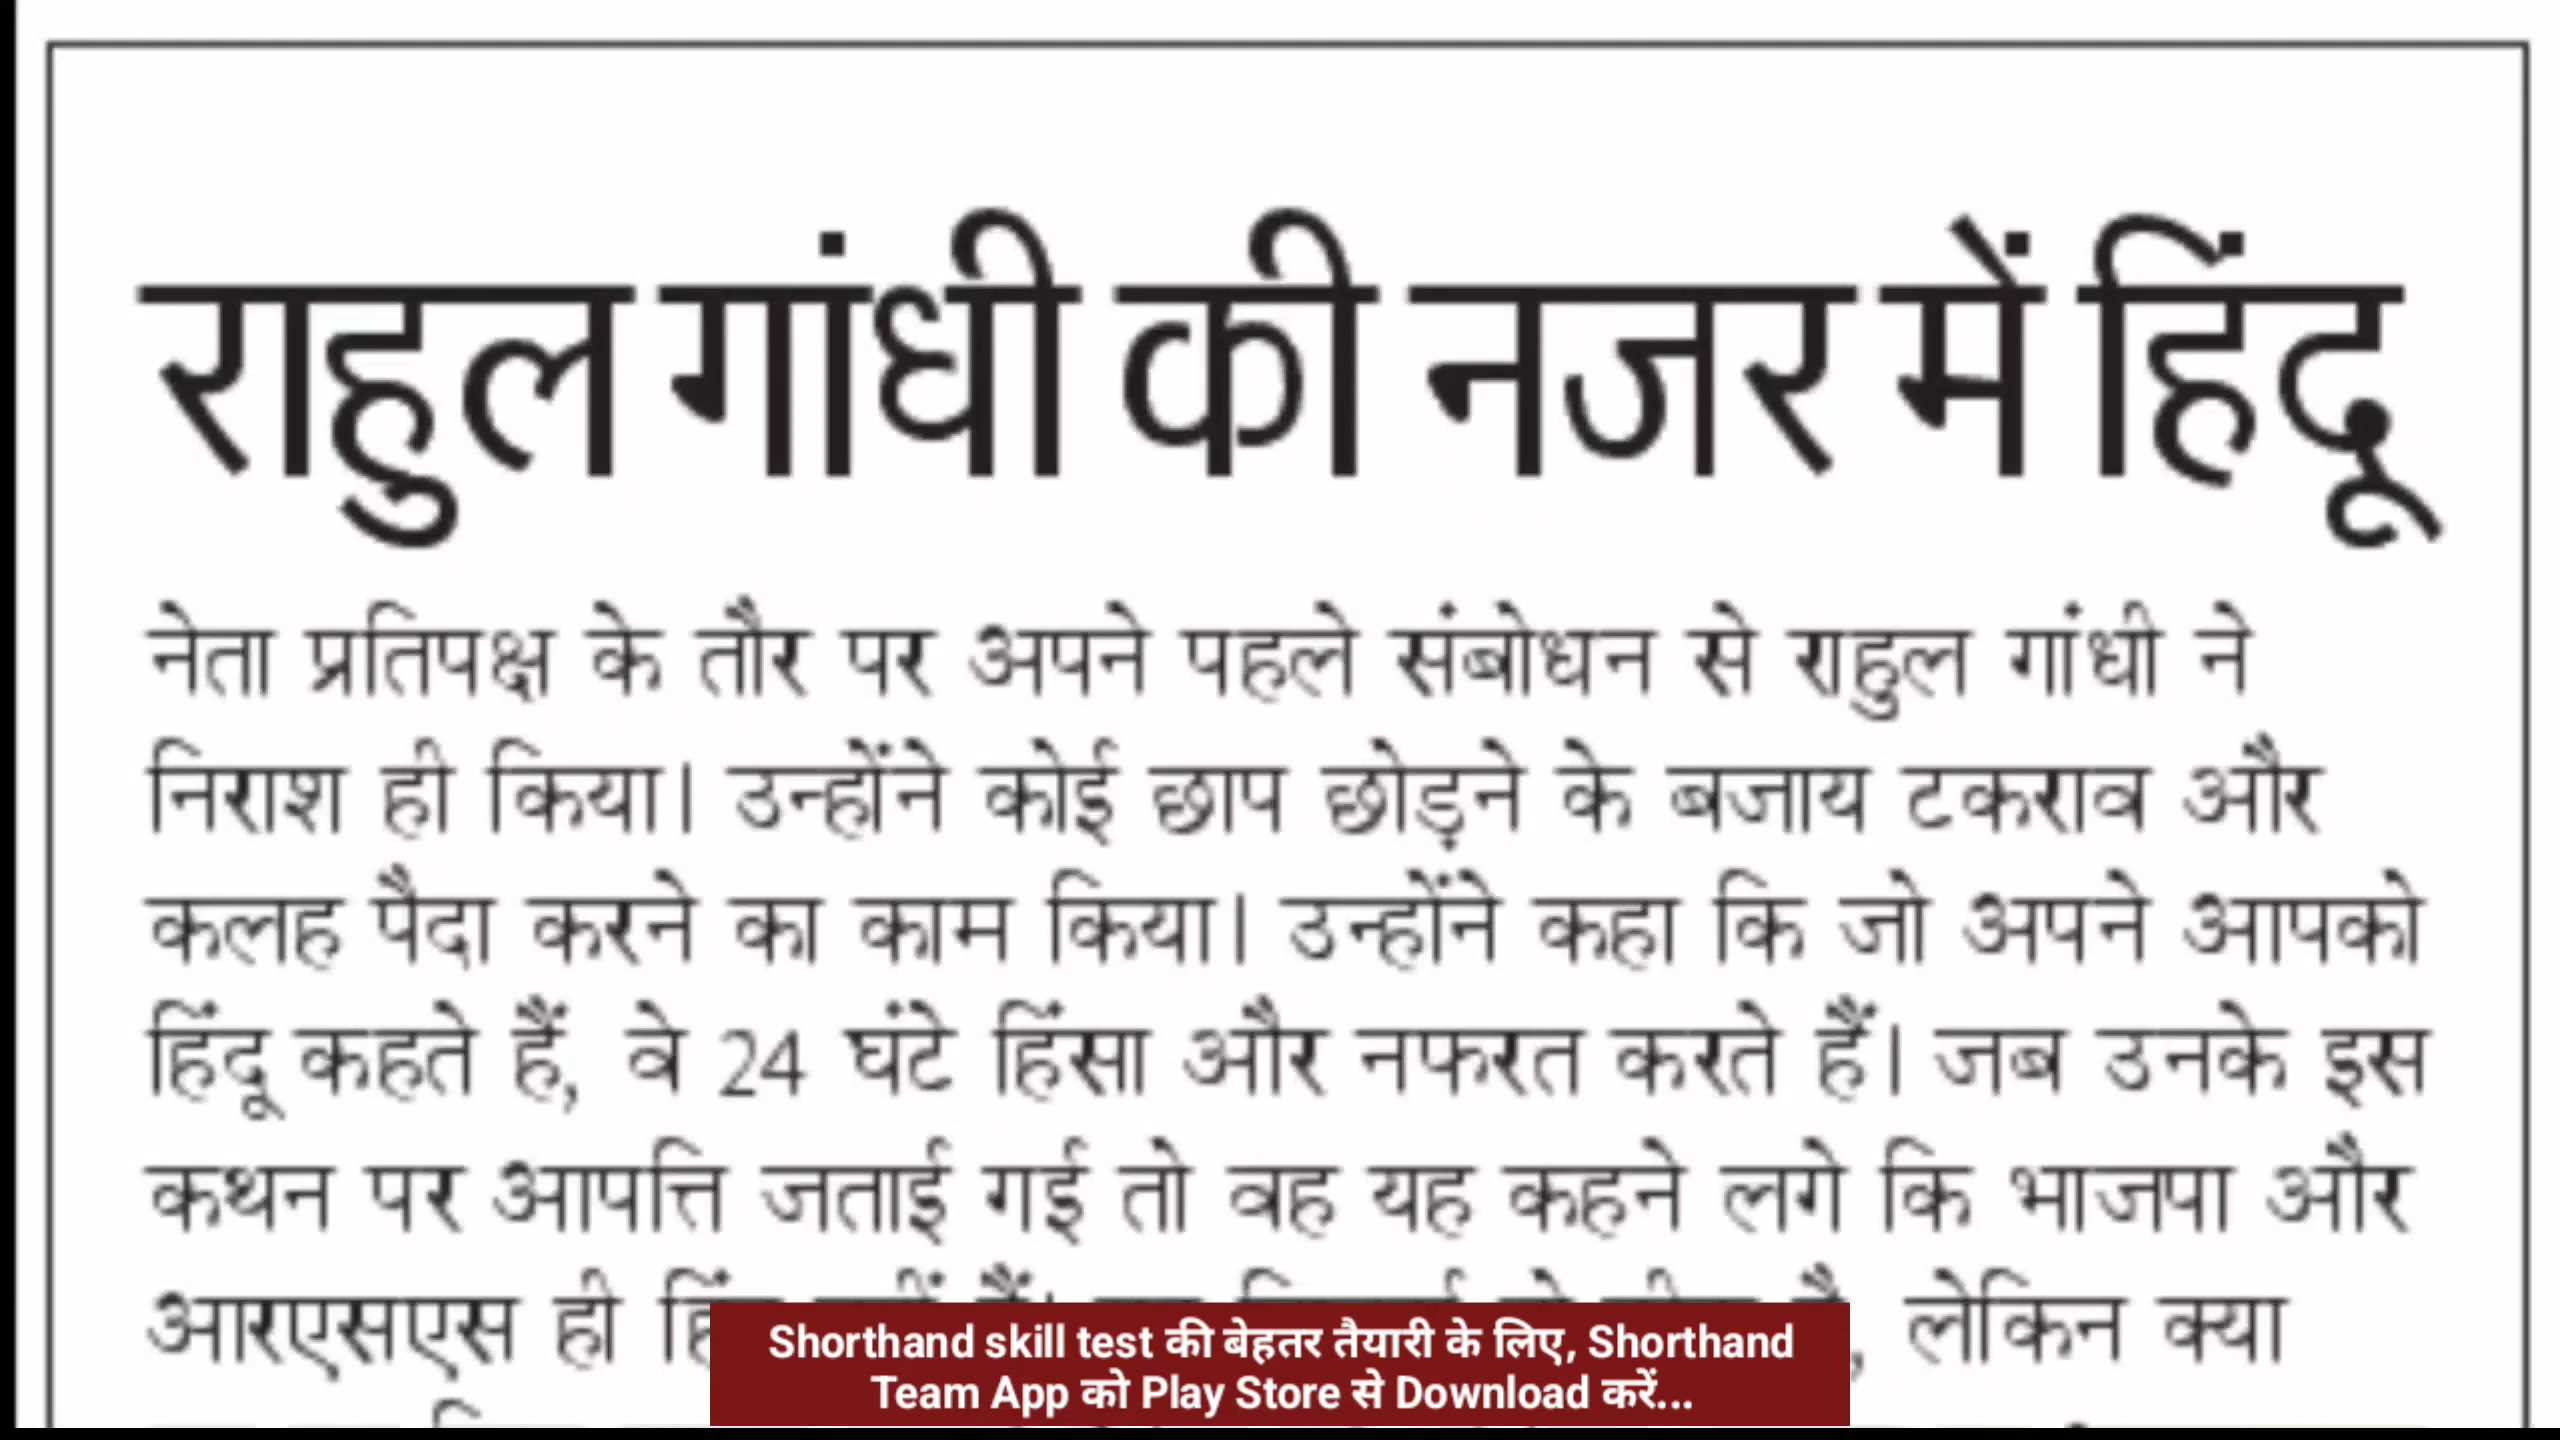 राहुल गांधी की नजर में हिंदू
नेता प्रतिपक्ष के तौर पर अपने पहले संबोधन से राहुल गांधी ने
निराश ही किया। उन्होंने कोई छाप छोड़ने के बजाय टकराव और
कलह पैदा करने का काम किया। उन्होंने कहा कि जो अपने आपको
हिंदू कहते हैं, वे 24 घंटे हिंसा और नफरत करते हैं। जब उनके इस
कथन पर आपत्ति जताई गई तो वह यह कहने लगे कि भाजपा और
आरएसएस ही लेकिन क्या
Shorthand skill test की बेहतर तैयारी के लिए, Shorthand
Team App को Play Store से Download करें...